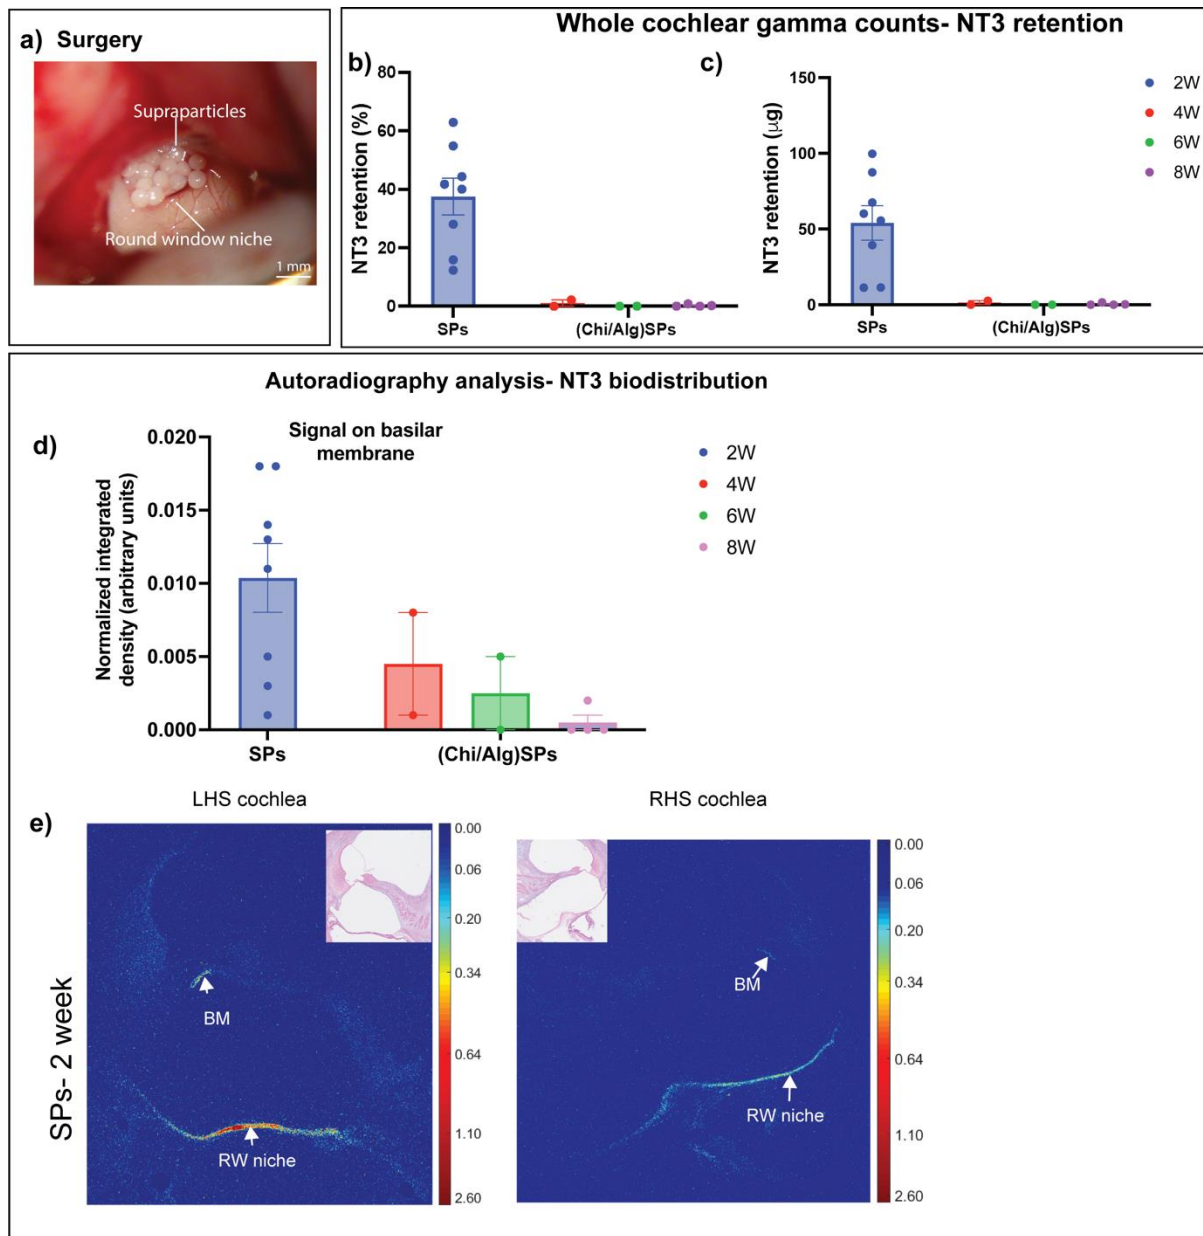 a) Surgery
Supraparticles
Round window niche
1 mm
Whole cochlear gamma counts- NT3 retention
b)
NT3 retention (%)
80
60
40
20
0
SPs
(Chi/Alg)SPs
c)
NT3 retention (µg)
150
100
50
0
SPs
(Chi/Alg)SPs
2W
4W
6W
8W
Autoradiography analysis- NT3 biodistribution
d)
Signal on basilar
membrane
Normalized integrated
density (arbitrary units)
0.020
0.015
0.010
0.005
0.000
SPs
(Chi/Alg)SPs
2W
4W
6W
8W
e)
SPs- 2 week
LHS cochlea
BM
RW niche
0.00
0.06
0.20
0.34
0.64
1.10
2.60
RHS cochlea
BM
RW niche
0.00
0.06
0.20
0.34
0.64
1.10
2.60